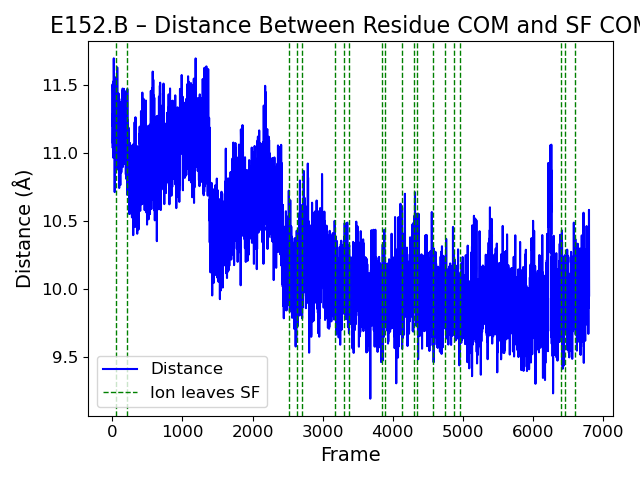 E152.B – Distance Between Residue COM and SF COM
11.5
11.0
10.5
10.0
9.5
Distance (Å)
Distance
Ion leaves SF
0 1000 2000 3000 4000 5000 6000 7000
Frame